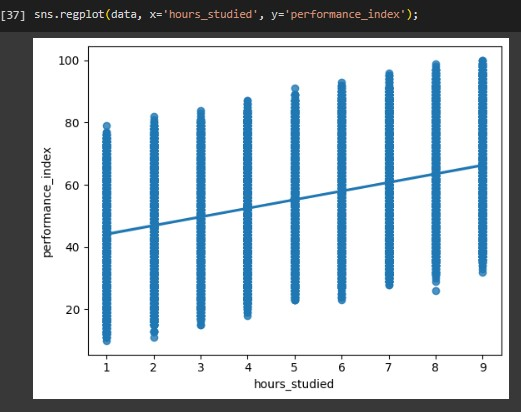 [37] sns.regplot(data, x='hours_studied', y='performance_index');
100
80
60
40
20
performance_index
1 2 3 4 5 6 7 8 9
hours_studied